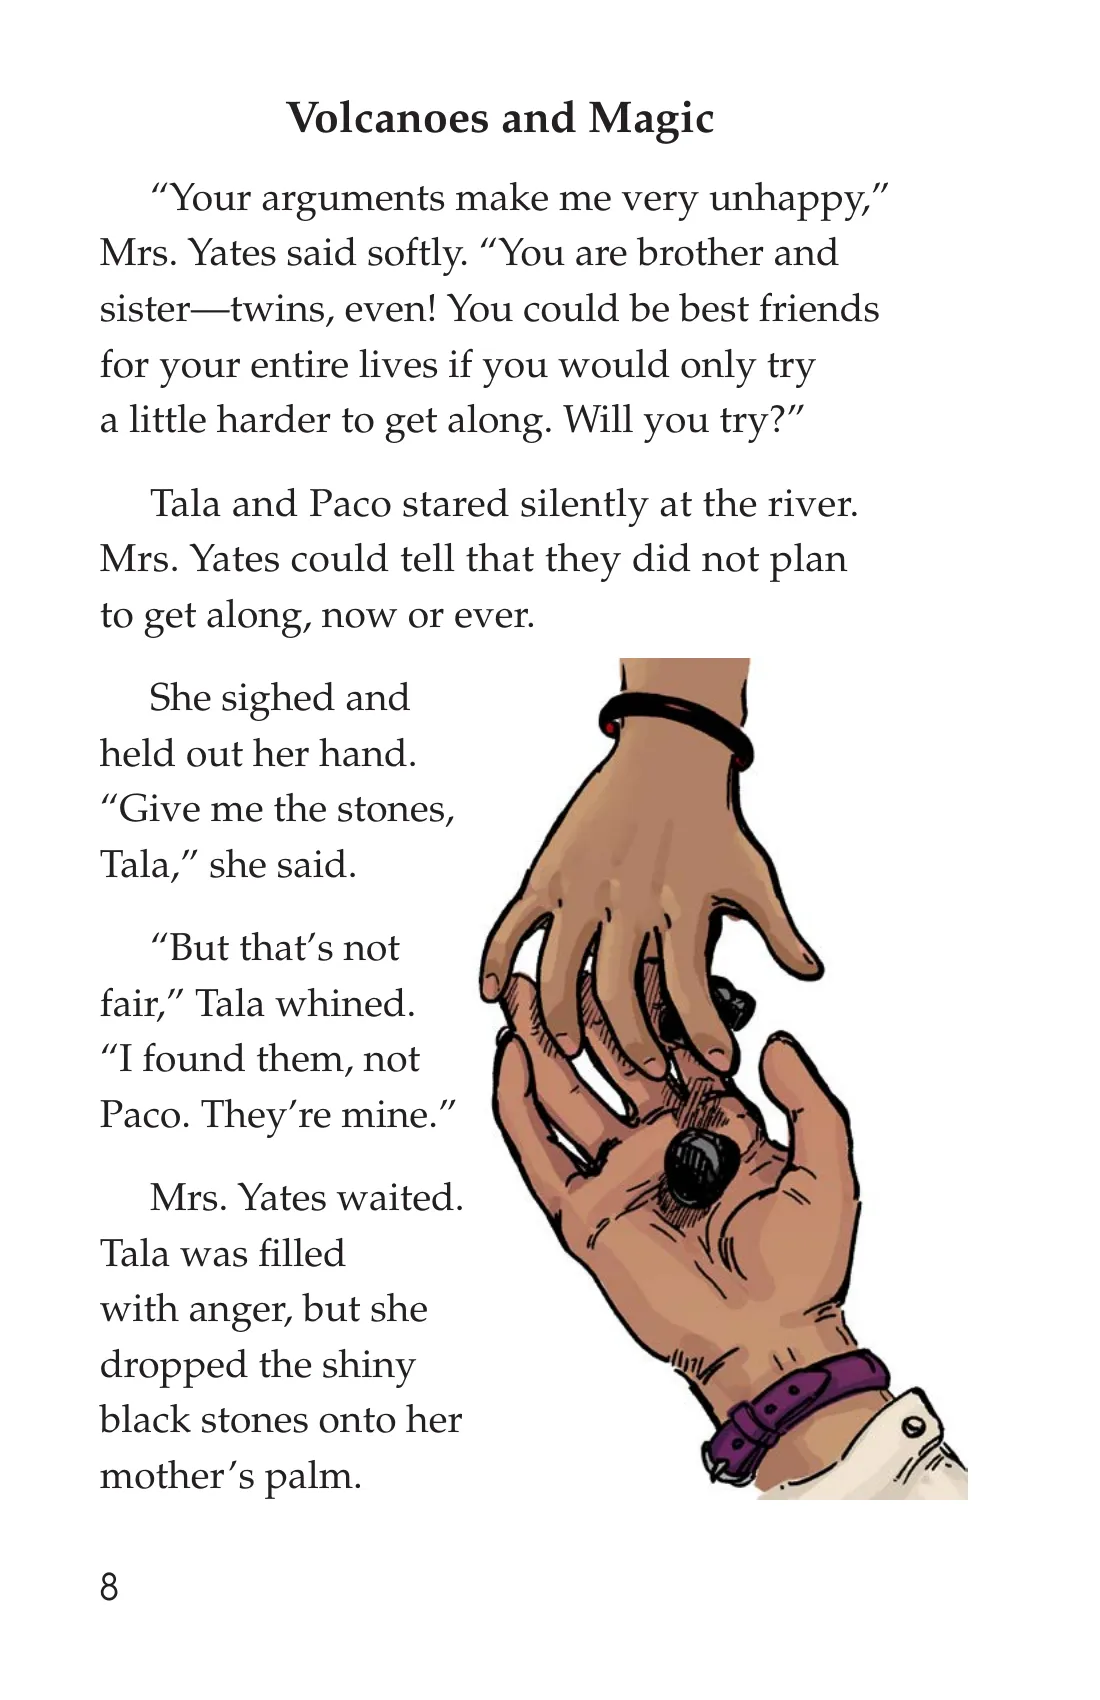 Volcanoes and Magic
“Your arguments make me very unhappy,”
Mrs. Yates said softly. “You are brother and
sister—twins, even! You could be best friends
for your entire lives if you would only try
a little harder to get along. Will you try?”
Tala and Paco stared silently at the river.
Mrs. Yates could tell that they did not plan
to get along, now or ever.
She sighed and
held out her hand.
“Give me the stones,
Tala,” she said.
“But that’s not
fair,” Tala whined.
“I found them, not
Paco. They’re mine.”
Mrs. Yates waited.
Tala was filled
with anger, but she
dropped the shiny
black stones onto her
mother’s palm.
8